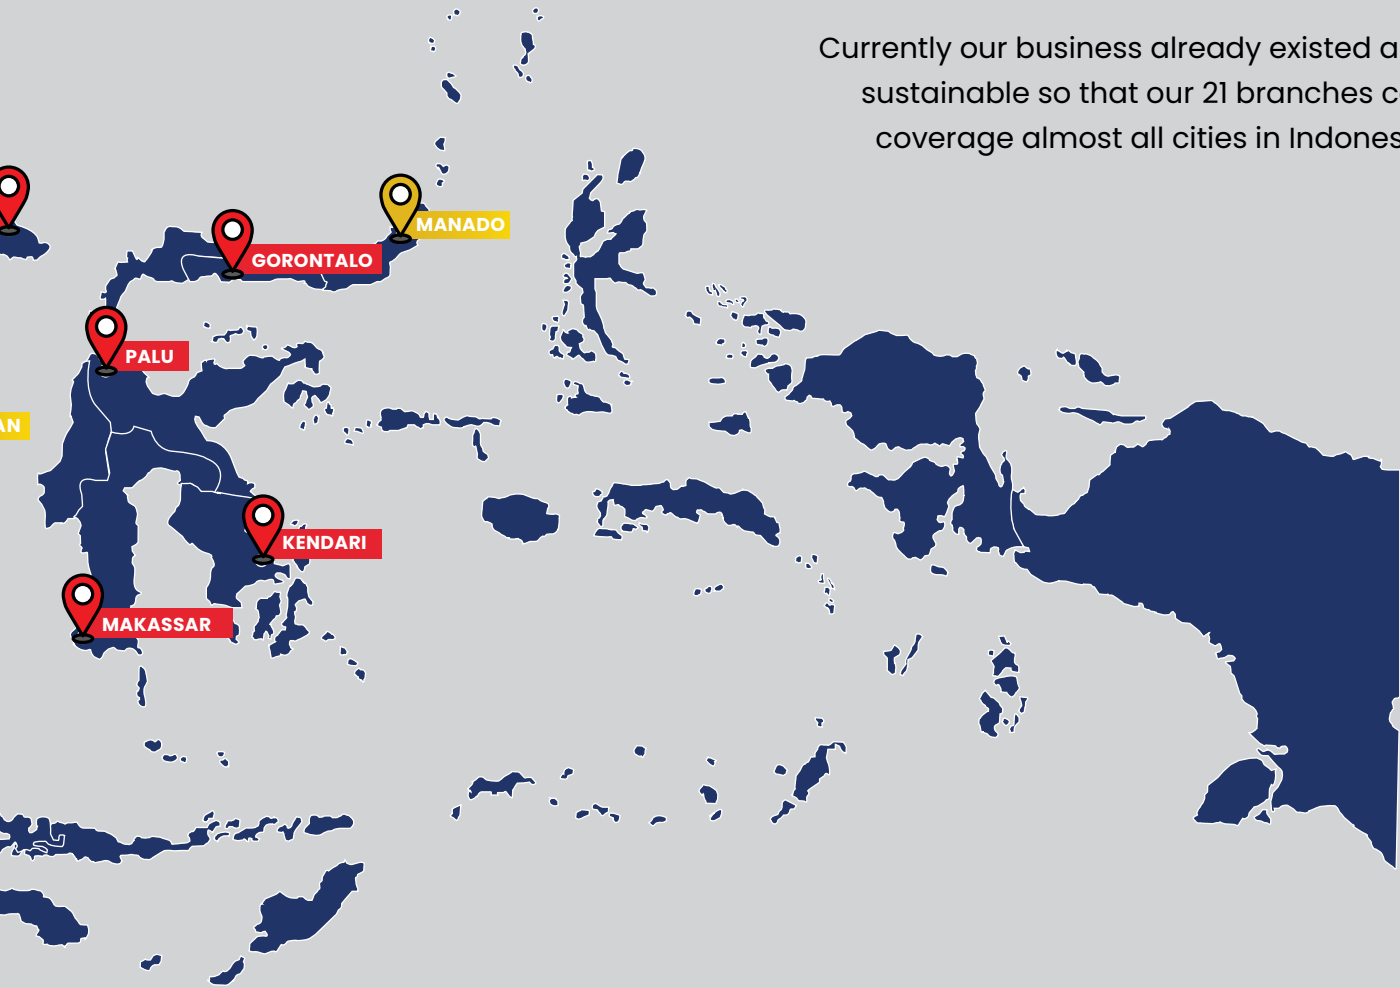 Currently our business already existed a
sustainable so that our 21 branches c
coverage almost all cities in Indones
MANADO
GORONTALO
PALU
AN
KENDARI
MAKASSAR